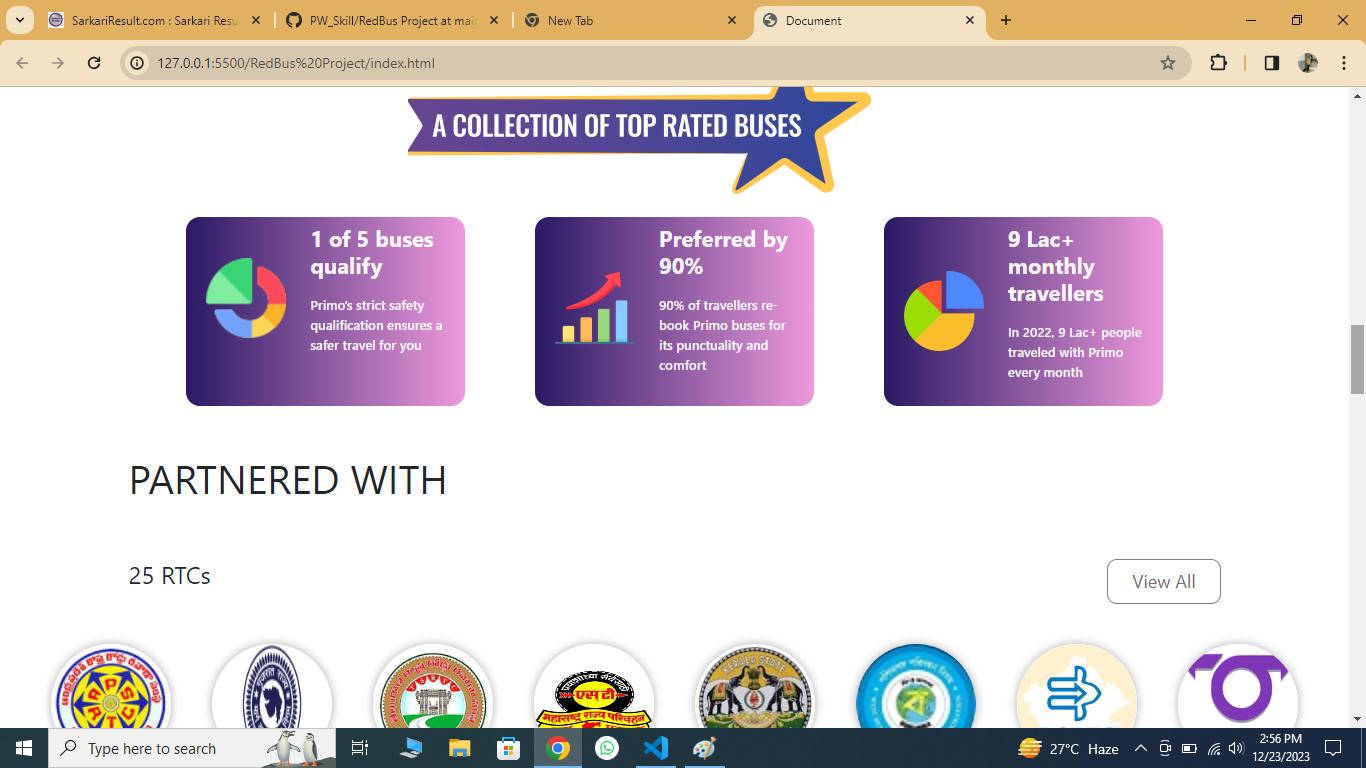 SarkariResult.com : Sarkari Resu
PW_Skill/RedBus Project at main
New Tab
Document
127.0.0.1:5500/RedBus%20Project/index.html
A COLLECTION OF TOP RATED BUSES
1 of 5 buses
qualify
Primo's strict safety
qualification ensures a
safer travel for you
Preferred by
90%
90% of travellers re-
book Primo buses for
its punctuality and
comfort
9 Lac+
monthly
travellers
In 2022, 9 Lac+ people
traveled with Primo
every month
PARTNERED WITH
25 RTCs
View All
KERALA STATE
एस टी
महाराष्ट्र राज्य परिवहन
Type here to search
27°C Haze
2:56 PM
12/23/2023